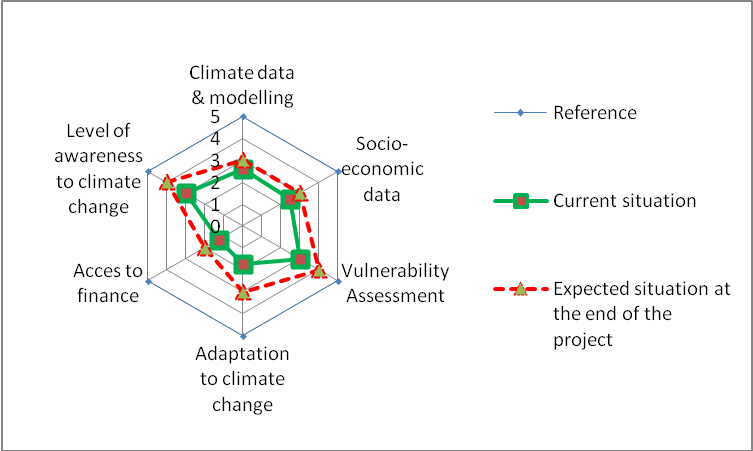 Climate data
& modelling
5
4
3
2
1
0
Socio-
economic
data
Vulnerability
Assessment
Adaptation
to climate
change
Acces to
finance
Level of
awareness
to climate
change
Reference
Current situation
Expected situation at
the end of the
project